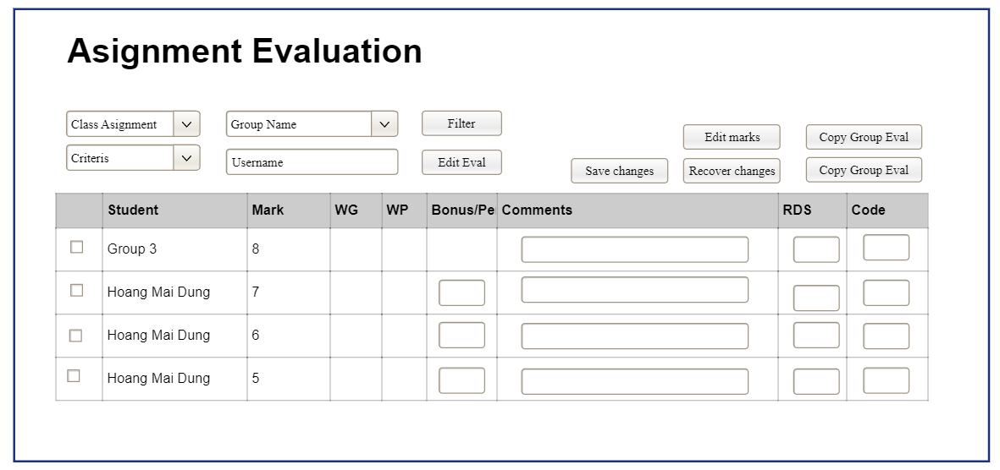 Asignment Evaluation
Class Asignment Group Name Filter
Edit marks Copy Group Eval
Criteris Username Edit Eval
Save changes Recover changes Copy Group Eval
Student Mark WG WP Bonus/Pe Comments RDS Code
Group 3 8
Hoang Mai Dung 7
Hoang Mai Dung 6
Hoang Mai Dung 5